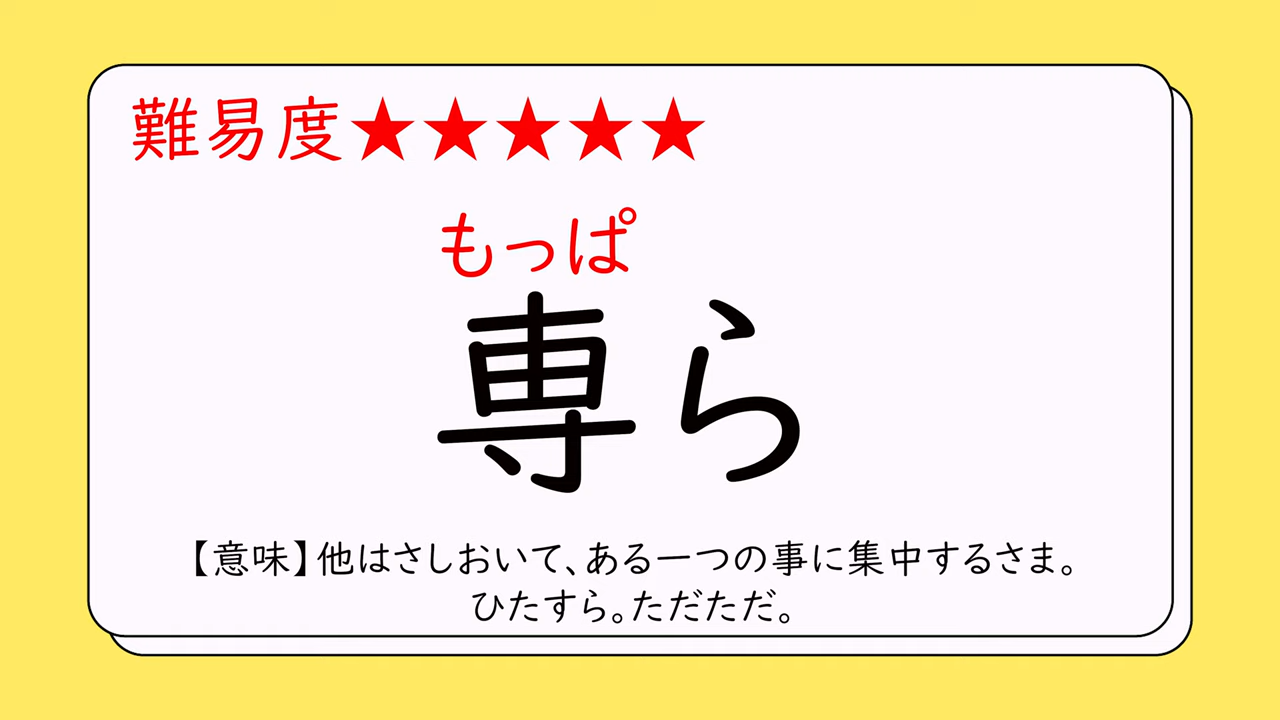 難易度★★★★★
もっぱ
専ら
【意味】他はさしおいて、ある一つの事に集中するさま。
ひたすら。ただただ。